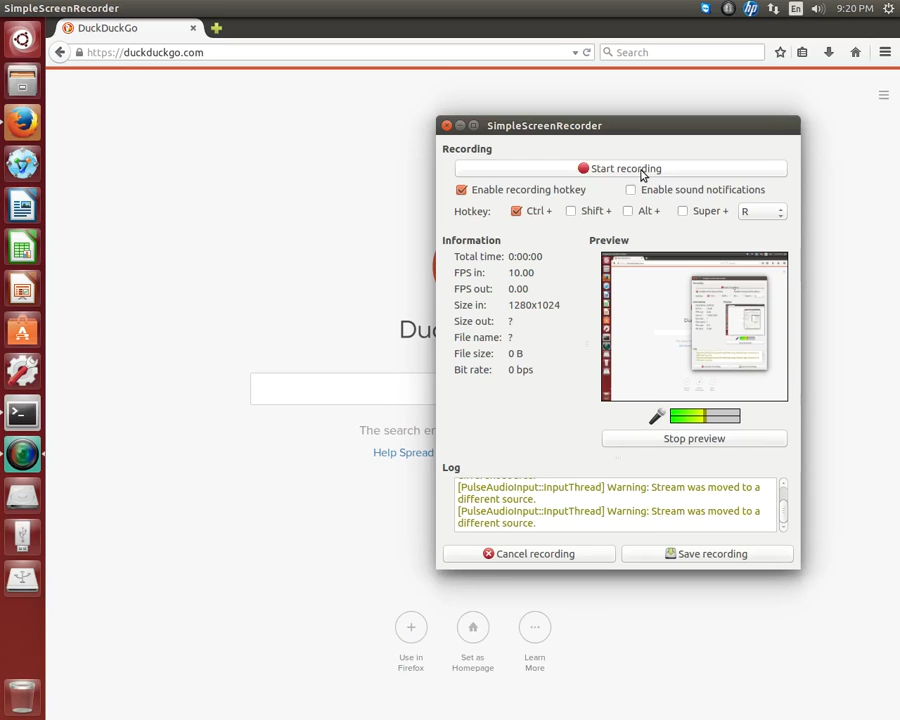 SimpleScreenRecorder
En
9:20 PM
DuckDuckGo
https://duckduckgo.com
Search
SimpleScreenRecorder
Recording
Start recording
Enable recording hotkey
Enable sound notifications
Hotkey: Ctrl + Shift + Alt + Super + R
Information
Preview
Total time: 0:00:00
FPS in: 10.00
FPS out: 0.00
Size in: 1280x1024
Size out: ?
File name: ?
File size: 0 B
Bit rate: 0 bps
Stop preview
Log
[PulseAudioInput::InputThread] Warning: Stream was moved to a
different source.
[PulseAudioInput::InputThread] Warning: Stream was moved to a
different source.
Cancel recording
Save recording
Du
The search en
Help Spread
Use in
Firefox
Set as
Homepage
Learn
More